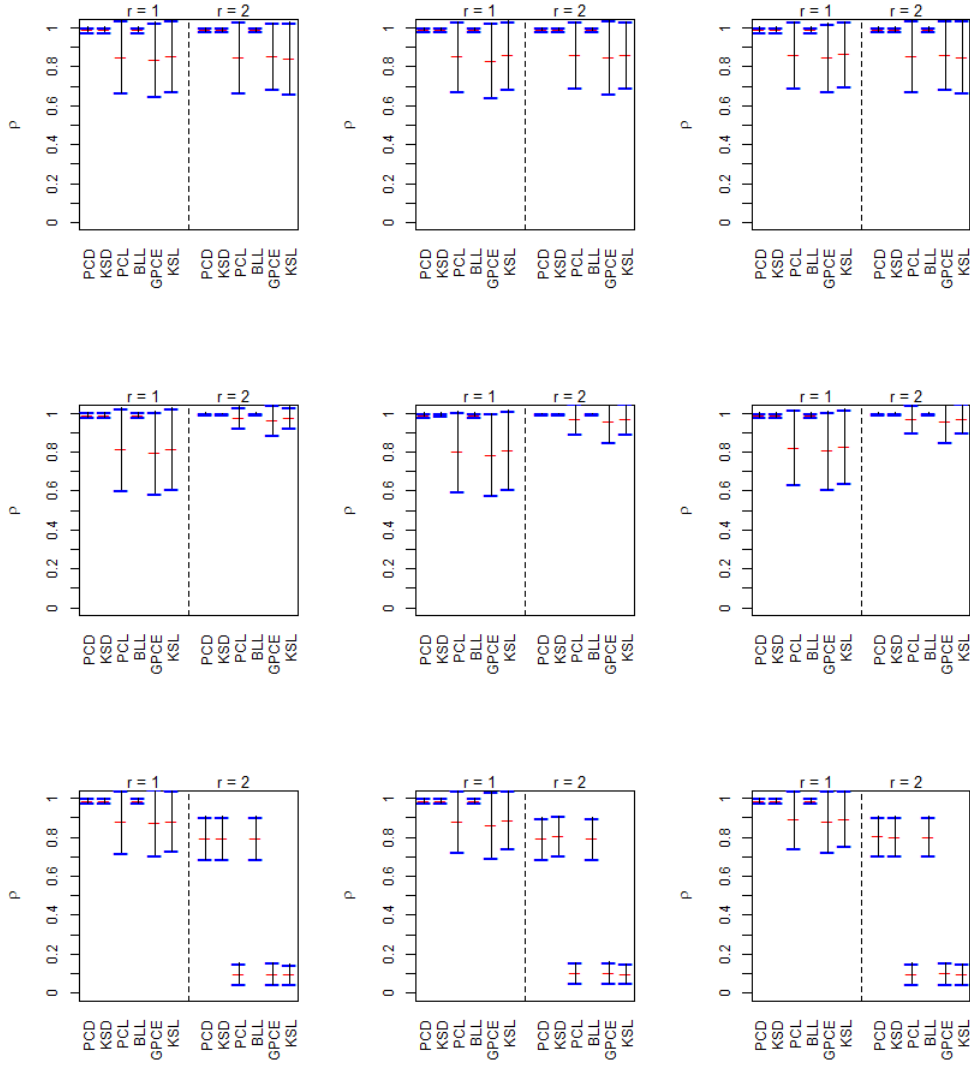 r = 1 r = 2 r = 1 r = 2 r = 1 r = 2
ρ 0 0.2 0.4 0.6 0.8 1 ρ 0 0.2 0.4 0.6 0.8 1 ρ 0 0.2 0.4 0.6 0.8 1
PCD KSD PCL BLL GPCE KSL PCD KSD PCL BLL GPCE KSL PCD KSD PCL BLL GPCE KSL PCD KSD PCL BLL GPCE KSL PCD KSD PCL BLL GPCE KSL PCD KSD PCL BLL GPCE KSL
r = 1 r = 2 r = 1 r = 2 r = 1 r = 2
ρ 0 0.2 0.4 0.6 0.8 1 ρ 0 0.2 0.4 0.6 0.8 1 ρ 0 0.2 0.4 0.6 0.8 1
PCD KSD PCL BLL GPCE KSL PCD KSD PCL BLL GPCE KSL PCD KSD PCL BLL GPCE KSL PCD KSD PCL BLL GPCE KSL PCD KSD PCL BLL GPCE KSL PCD KSD PCL BLL GPCE KSL
r = 1 r = 2 r = 1 r = 2 r = 1 r = 2
ρ 0 0.2 0.4 0.6 0.8 1 ρ 0 0.2 0.4 0.6 0.8 1 ρ 0 0.2 0.4 0.6 0.8 1
PCD KSD PCL BLL GPCE KSL PCD KSD PCL BLL GPCE KSL PCD KSD PCL BLL GPCE KSL PCD KSD PCL BLL GPCE KSL PCD KSD PCL BLL GPCE KSL PCD KSD PCL BLL GPCE KSL